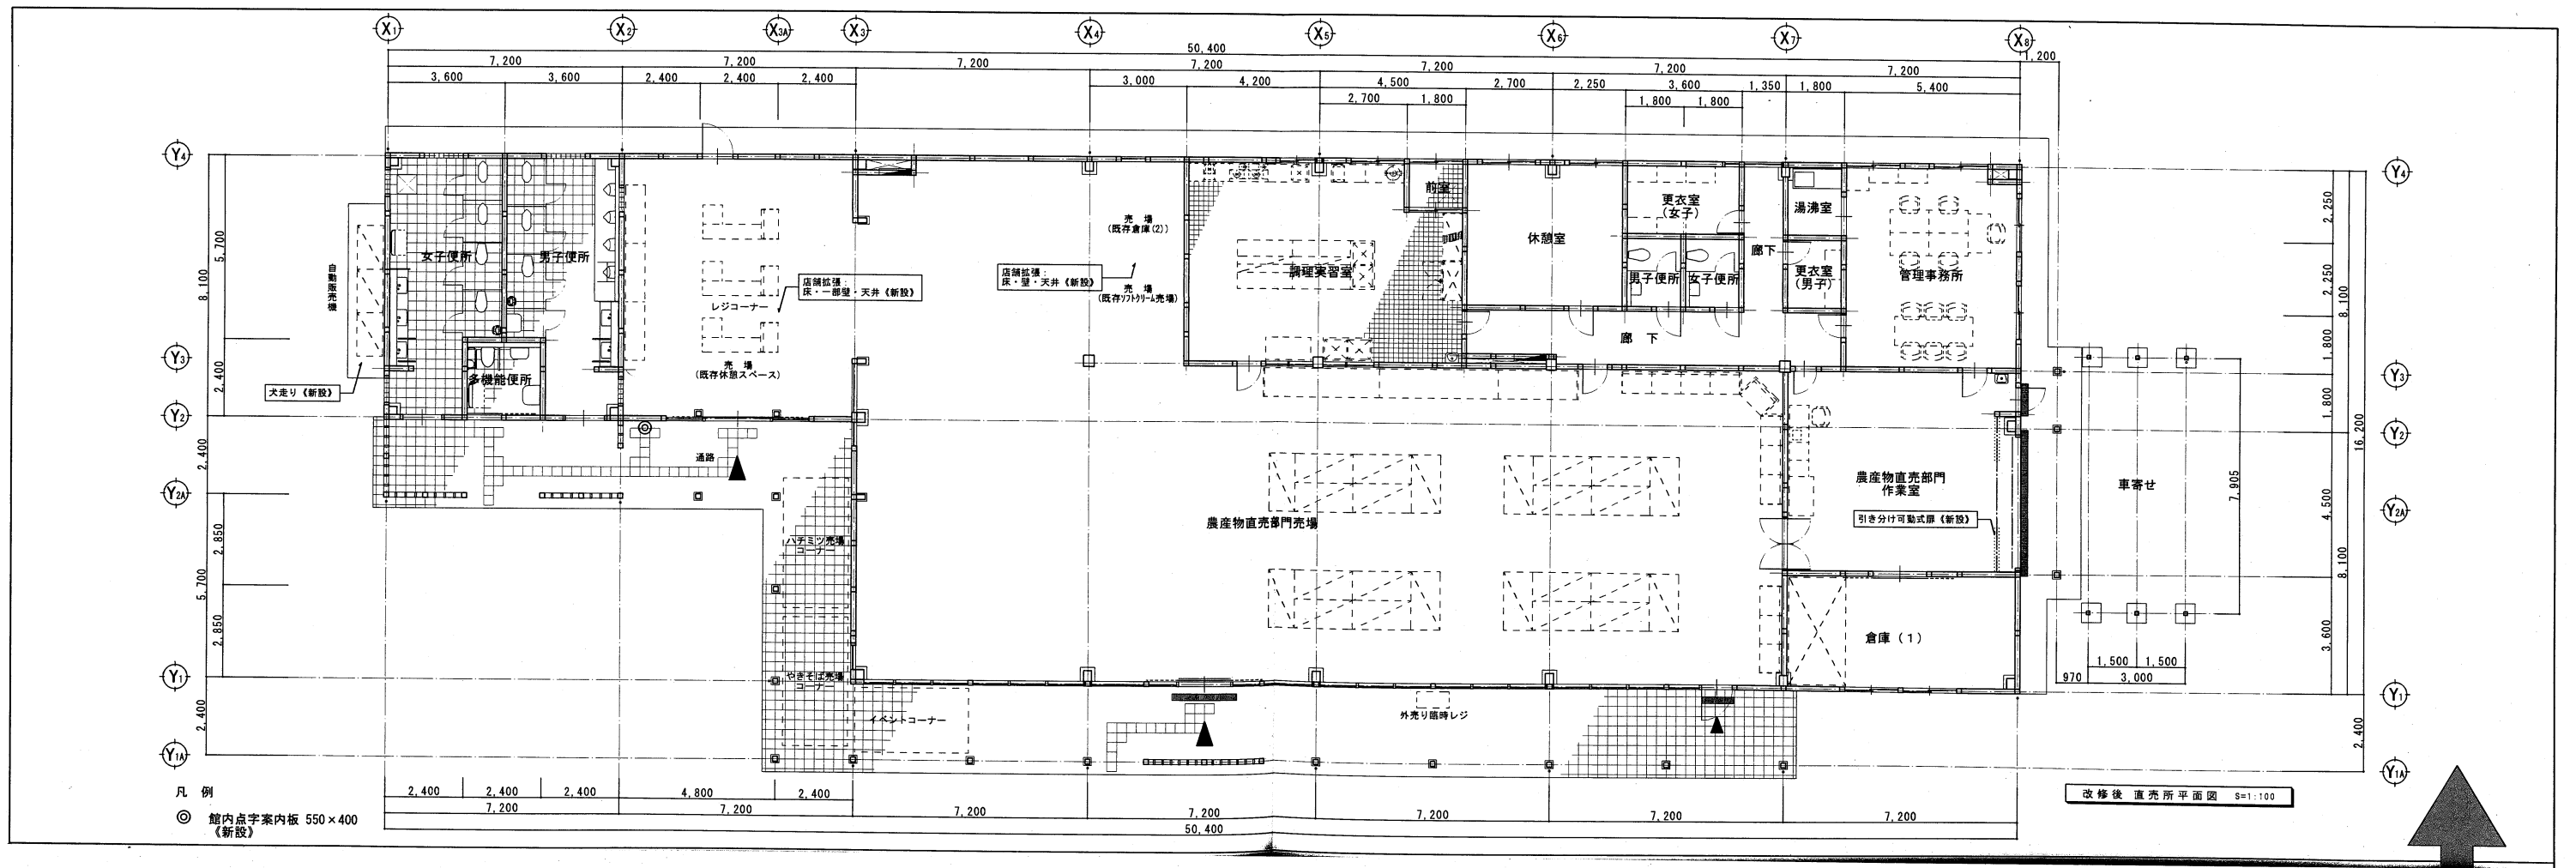 X1
X2
X3A
X3
X4
X5
X6
X7
X8
50,400
1,200
7,200
7,200
7,200
7,200
7,200
7,200
7,200
3,600
3,600
2,400
2,400
2,400
3,000
4,200
4,500
2,700
2,250
3,600
1,350
1,800
5,400
2,700
1,800
1,800
1,800
Y4
Y3
Y2
Y2A
Y1
Y1A
8,100
5,700
2,400
2,400
2,850
5,700
2,850
2,400
自動販売機
犬走り《新設》
女子便所
男子便所
多機能便所
レジコーナー
売 場
(既存休憩スペース)
店舗拡張：
床・一部壁・天井《新設》
店舗拡張：
床・壁・天井《新設》
売 場
(既存倉庫(2))
売 場
(既存ソフトクリーム売場)
調理実習室
前室
休憩室
更衣室
(女子)
男子便所
女子便所
廊下
湯沸室
更衣室
(男子)
管理事務所
廊 下
通路
ハチミツ売場
コーナー
やきそば売場
コーナー
イベントコーナー
農産物直売部門売場
外売り臨時レジ
農産物直売部門
作業室
引き分け可動式扉《新設》
倉庫(1)
車寄せ
7,905
1,500
1,500
970
3,000
Y4
Y3
Y2
Y2A
Y1
Y1A
2,250
2,250
1,800
8,100
1,800
4,500
16,200
8,100
3,600
2,400
2,400
2,400
2,400
4,800
2,400
7,200
7,200
7,200
7,200
7,200
7,200
7,200
50,400
凡 例
◎ 館内点字案内板 550×400
《新設》
改修後 直売所平面図 S=1:100